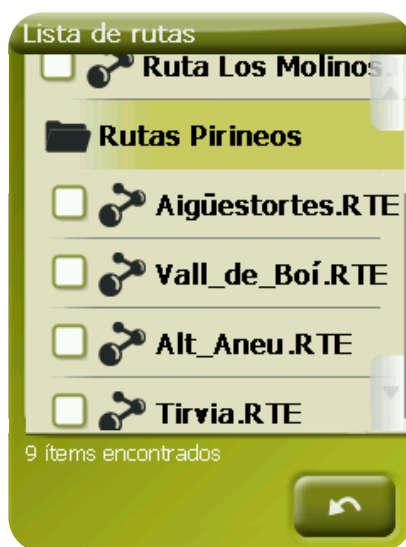 Lista de rutas
Ruta Los Molinos.
Rutas Pirineos
Aigüestortes.RTE
Vall_de_Boí.RTE
Alt_Aneu.RTE
Tirvia.RTE
9 ítems encontrados